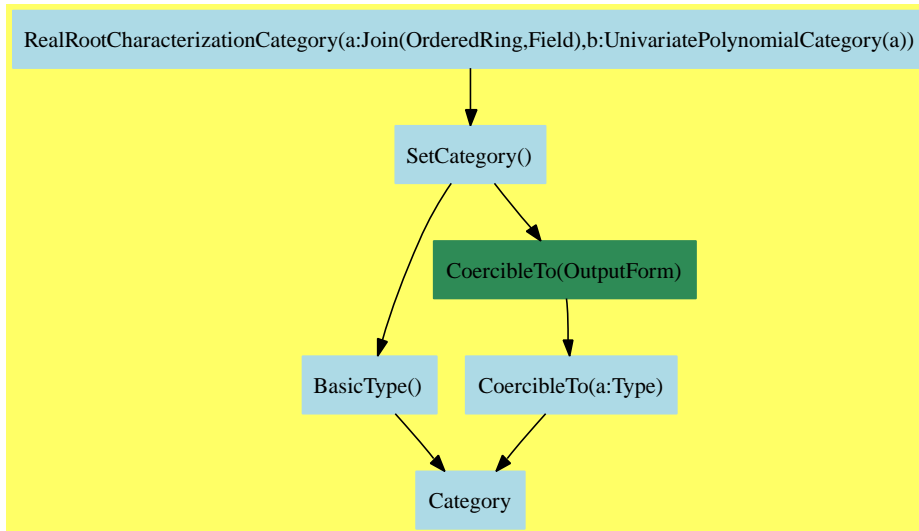 RealRootCharacterizationCategory(a:Join(OrderedRing,Field),b:UnivariatePolynomialCategory(a))
SetCategory()
CoercibleTo(OutputForm)
BasicType()
CoercibleTo(a:Type)
Category